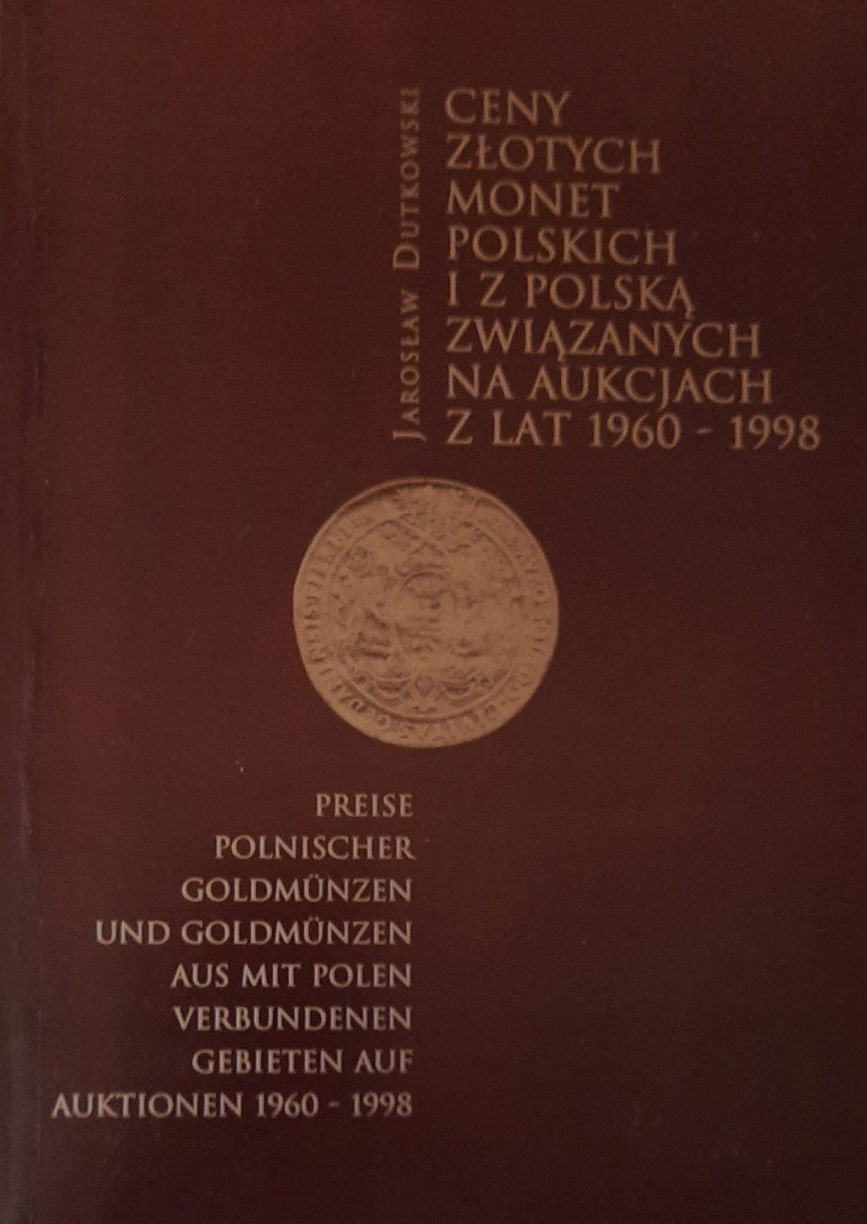 Jarosław Dutkowski
CENY
ZŁOTYCH
MONET
POLSKICH
I Z POLSKĄ
ZWIĄZANYCH
NA AUKCJACH
Z LAT 1960 - 1998
PREISE
POLNISCHER
GOLDMÜNZEN
UND GOLDMÜNZEN
AUS MIT POLEN
VERBUNDENEN
GEBIETEN AUF
AUKTIONEN 1960 - 1998